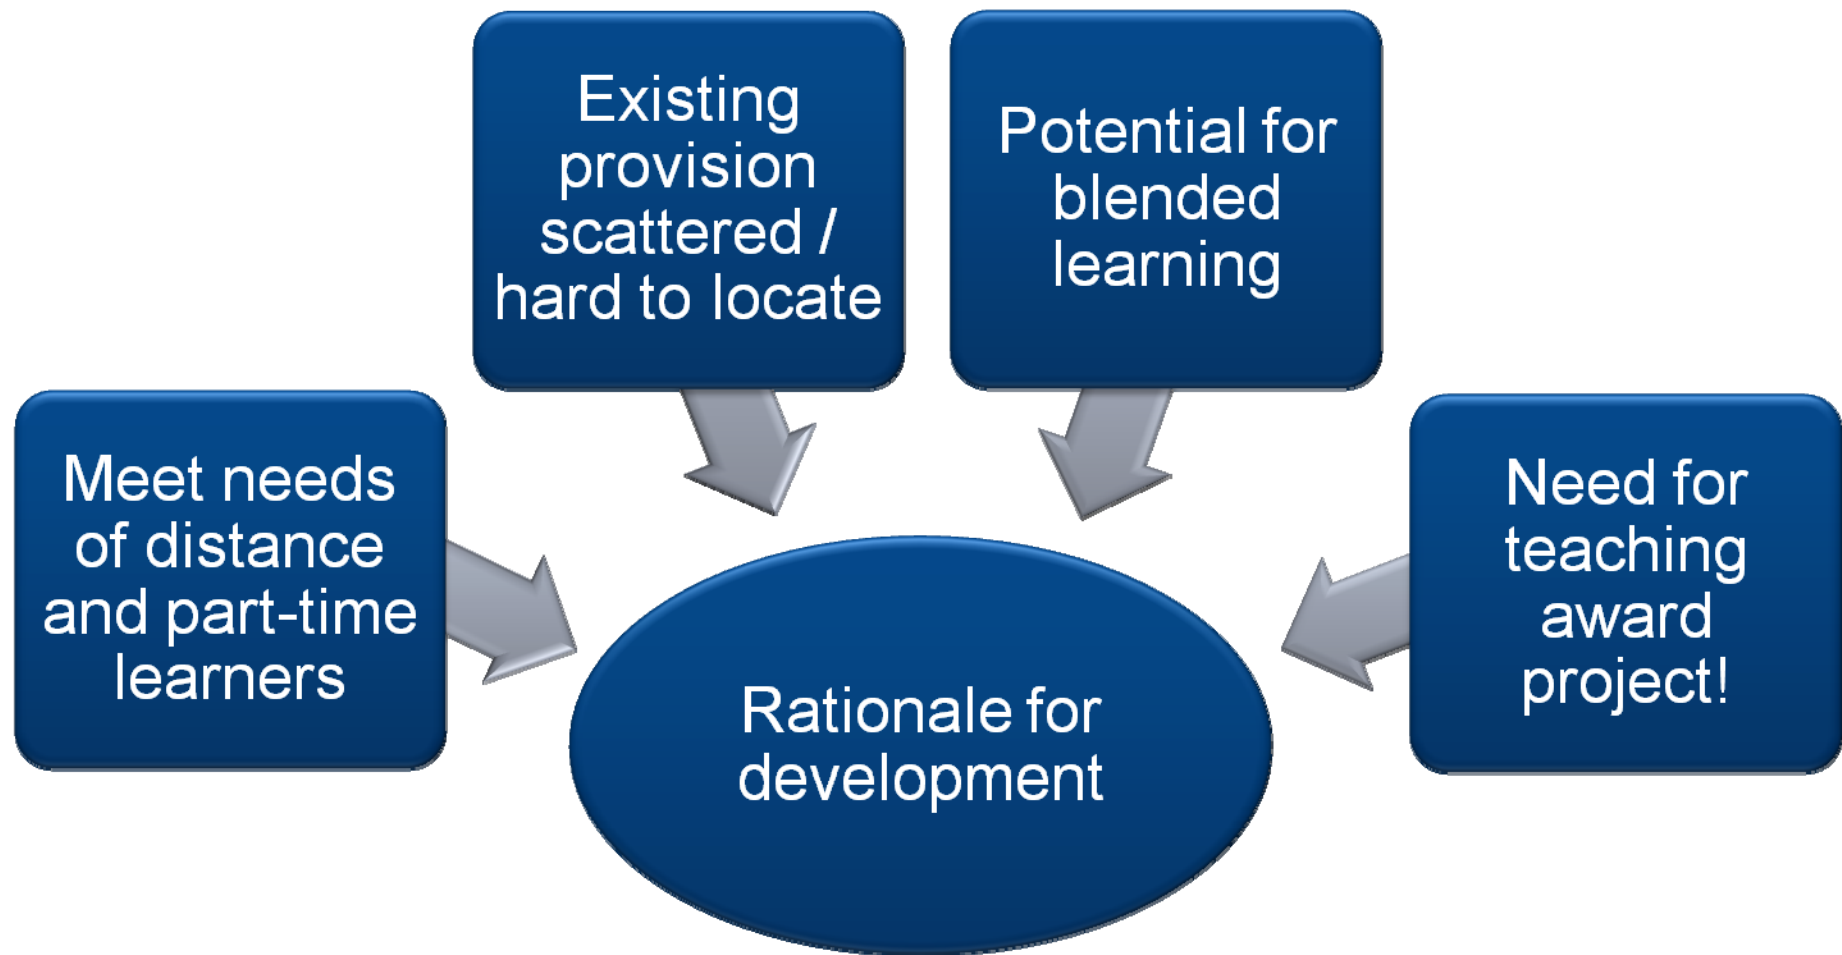 Existing
provision
scattered /
hard to locate
Potential for
blended
learning
Meet needs
of distance
and part-time
learners
Need for
teaching
award
project!
Rationale for
development